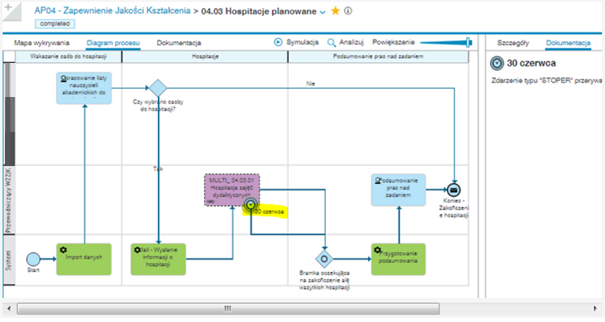 AP04 - Zapewnienie Jakości Kształcenia > 04.03 Hospitacje planowane
completed
Mapa wykrywania Diagram procesu Dokumentacja Symulacja Analizuj Powiększenie
Szczegóły Dokumentacja
Wskazanie osób do hospitacji
Hospitacje
Podsumowanie prac nad zadaniem
30 czerwca
Zdarzenie typu "STOPER" przerywa
Opracowanie listy
nauczycieli
akademickich do
Nie
Czy wybrano osoby
do hospitacji?
Tak
Przewodniczący WZZJK
MULTI_ 04.03.01
Hospitacja zajęć
dydaktycznych
30 czerwca
Podsumowanie
prac nad
zadaniem
Koniec -
Zakończenie
e hospitacji
System
Start
Import danych
Mail - Wysłanie
informacji o
hospitacji
Bramka oczekująca
na zakończenie się
wszytkich hospitacji
Przygotowanie
podsumowania